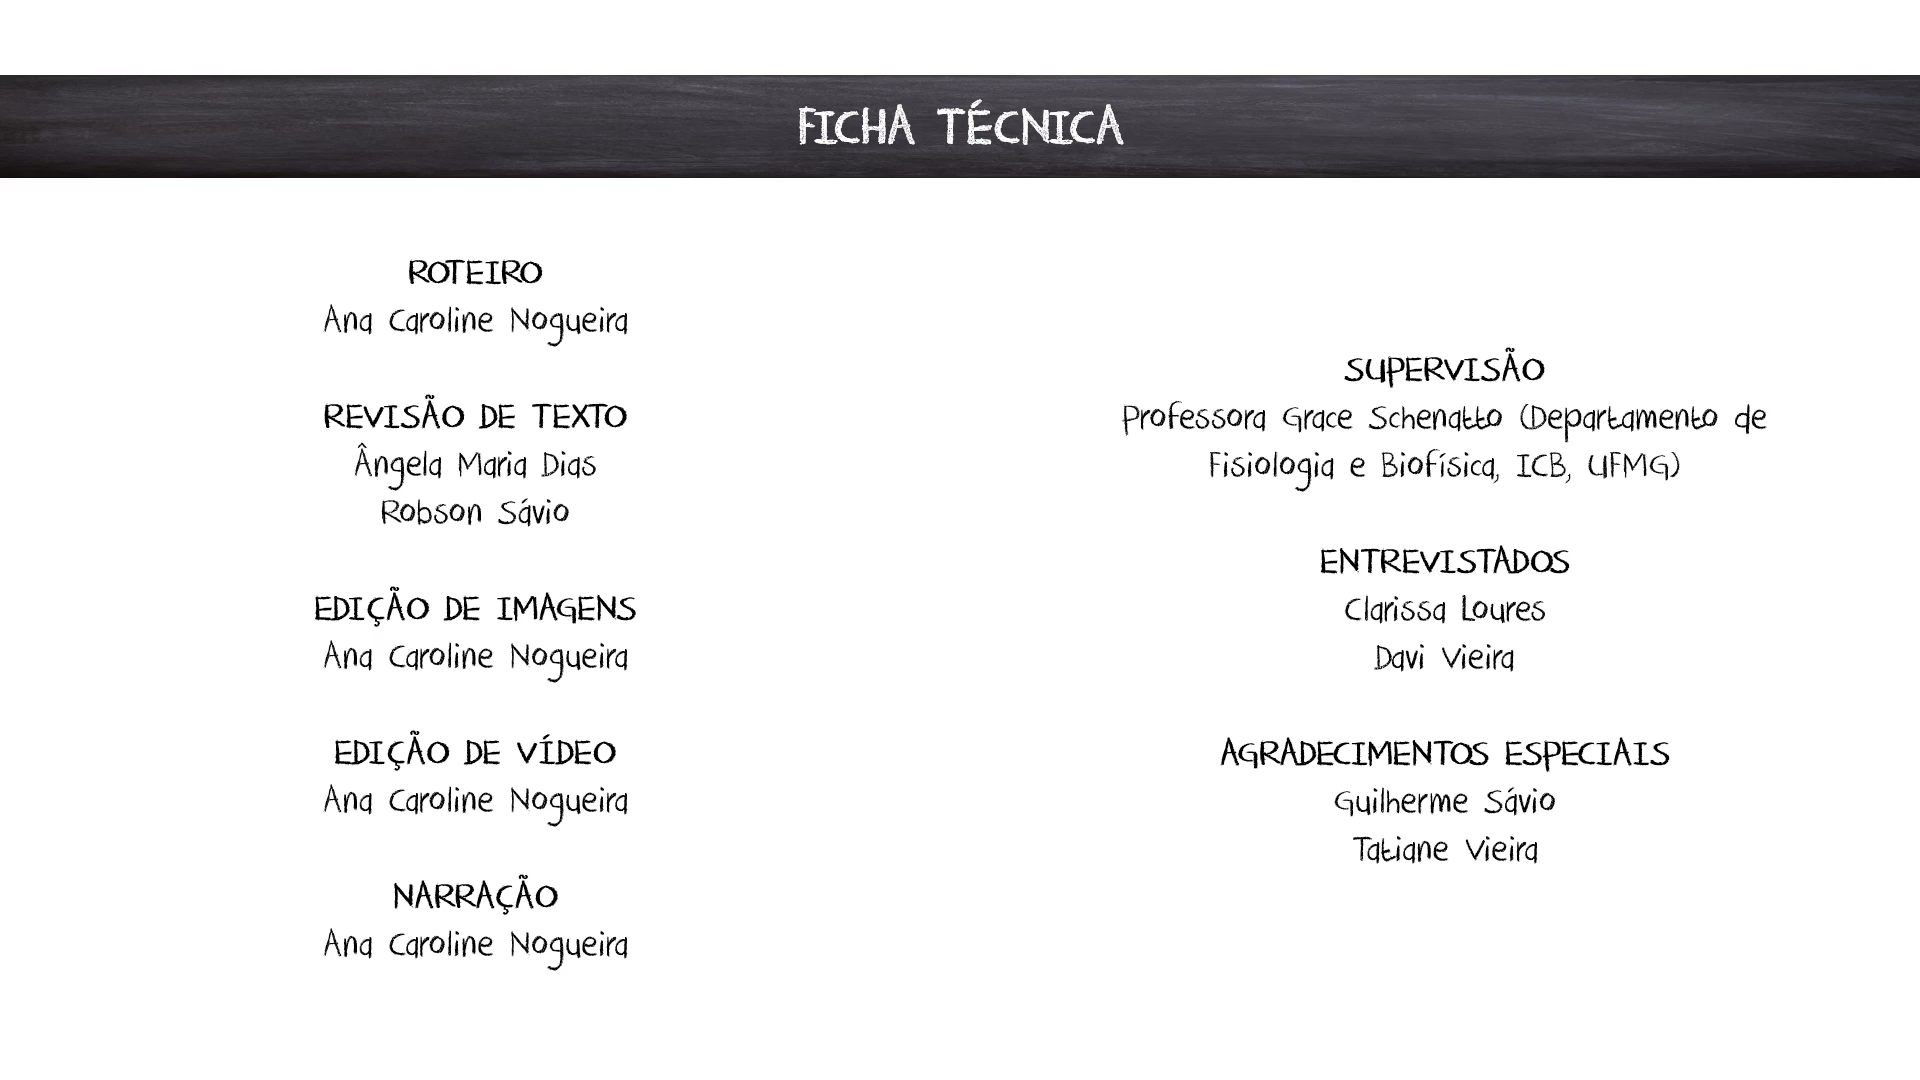 FICHA TÉCNICA
ROTEIRO
Ana Caroline Nogueira
REVISÃO DE TEXTO
Ângela Maria Dias
Robson Sávio
EDIÇÃO DE IMAGENS
Ana Caroline Nogueira
EDIÇÃO DE VÍDEO
Ana Caroline Nogueira
NARRAÇÃO
Ana Caroline Nogueira
SUPERVISÃO
Professora Grace Schenatto (Departamento de
Fisiologia e Biofísica, ICB, UFMG)
ENTREVISTADOS
Clarissa Loures
Davi Vieira
AGRADECIMENTOS ESPECIAIS
Guilherme Sávio
Tatiane Vieira